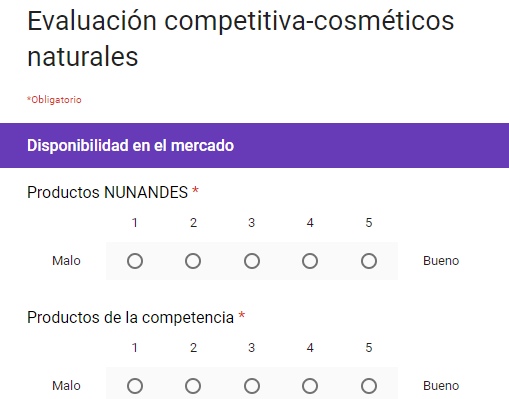 Evaluación competitiva-cosméticos
naturales
*Obligatorio
Disponibilidad en el mercado
Productos NUNANDES *
1 2 3 4 5
Malo Bueno
Productos de la competencia *
1 2 3 4 5
Malo Bueno